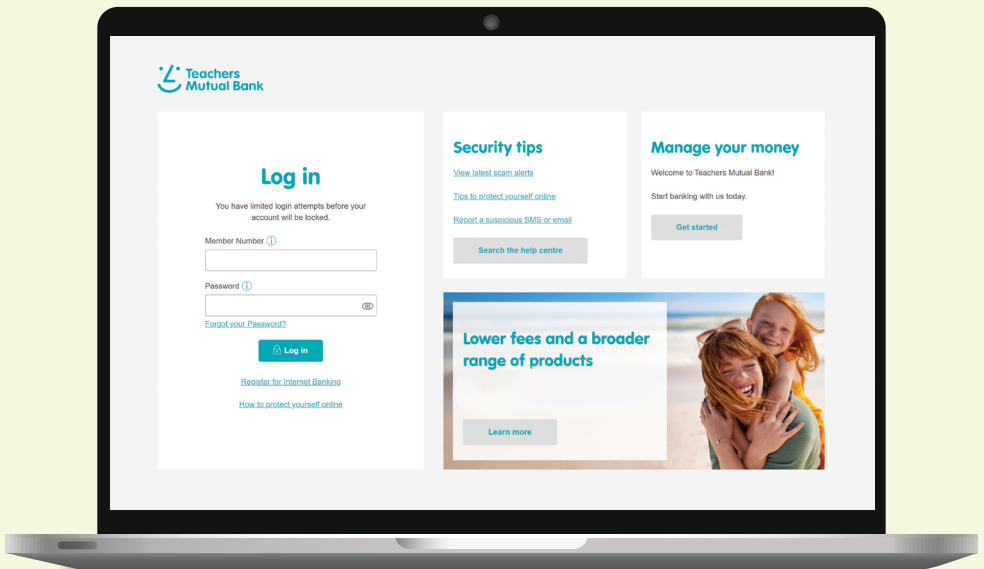 Teachers
Mutual Bank
Log in
You have limited login attempts before your
account will be locked.
Member Number
Password
Forgot your Password?
Log in
Register for Internet Banking
How to protect yourself online
Security tips
View latest scam alerts
Tips to protect yourself online
Report a suspicious SMS or email
Search the help centre
Manage your money
Welcome to Teachers Mutual Bank!
Start banking with us today.
Get started
Lower fees and a broader
range of products
Learn more